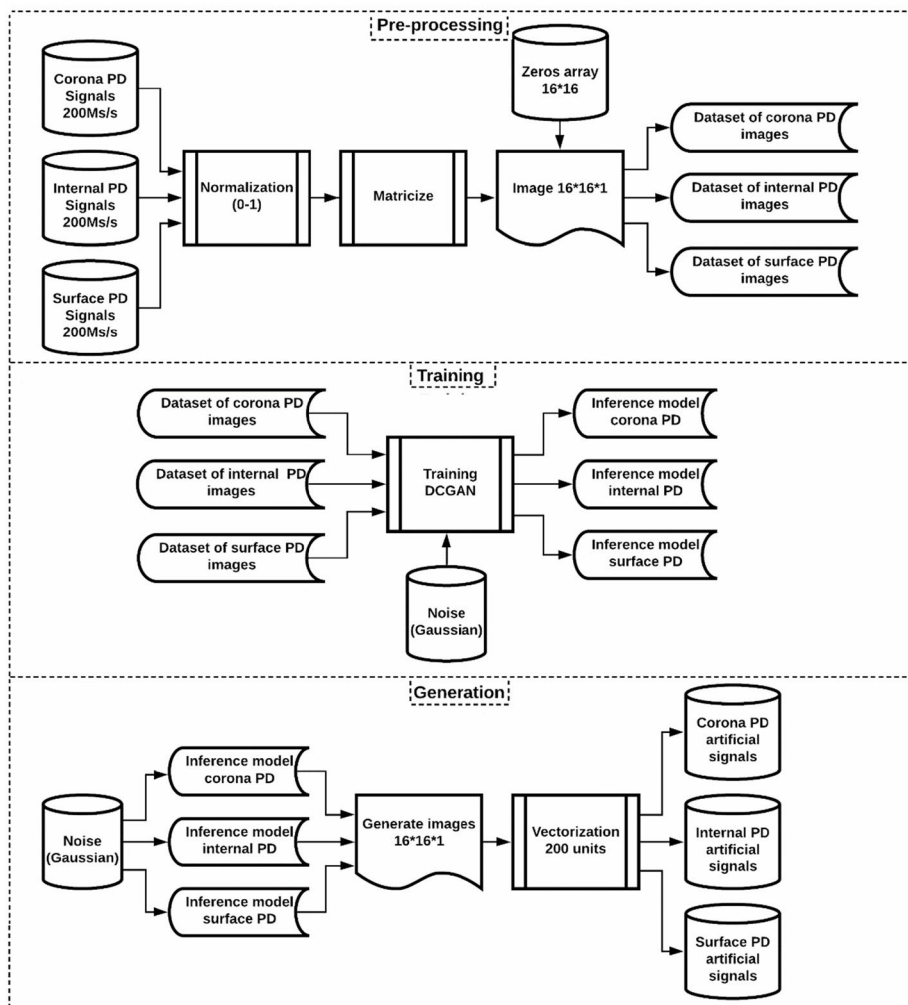 Pre-processing
Corona PD
Signals
200Ms/s
Internal PD
Signals
200Ms/s
Surface PD
Signals
200Ms/s
Normalization
(0-1)
Matricize
Zeros array
16*16
Image 16*16*1
Dataset of corona PD
images
Dataset of internal PD
images
Dataset of surface PD
images
Training
Dataset of corona PD
images
Dataset of internal PD
images
Dataset of surface PD
images
Training
DCGAN
Noise
(Gaussian)
Inference model
corona PD
Inference model
internal PD
Inference model
surface PD
Generation
Noise
(Gaussian)
Inference model
corona PD
Inference model
internal PD
Inference model
surface PD
Generate images
16*16*1
Vectorization
200 units
Corona PD
artificial
signals
Internal PD
artificial
signals
Surface PD
artificial
signals